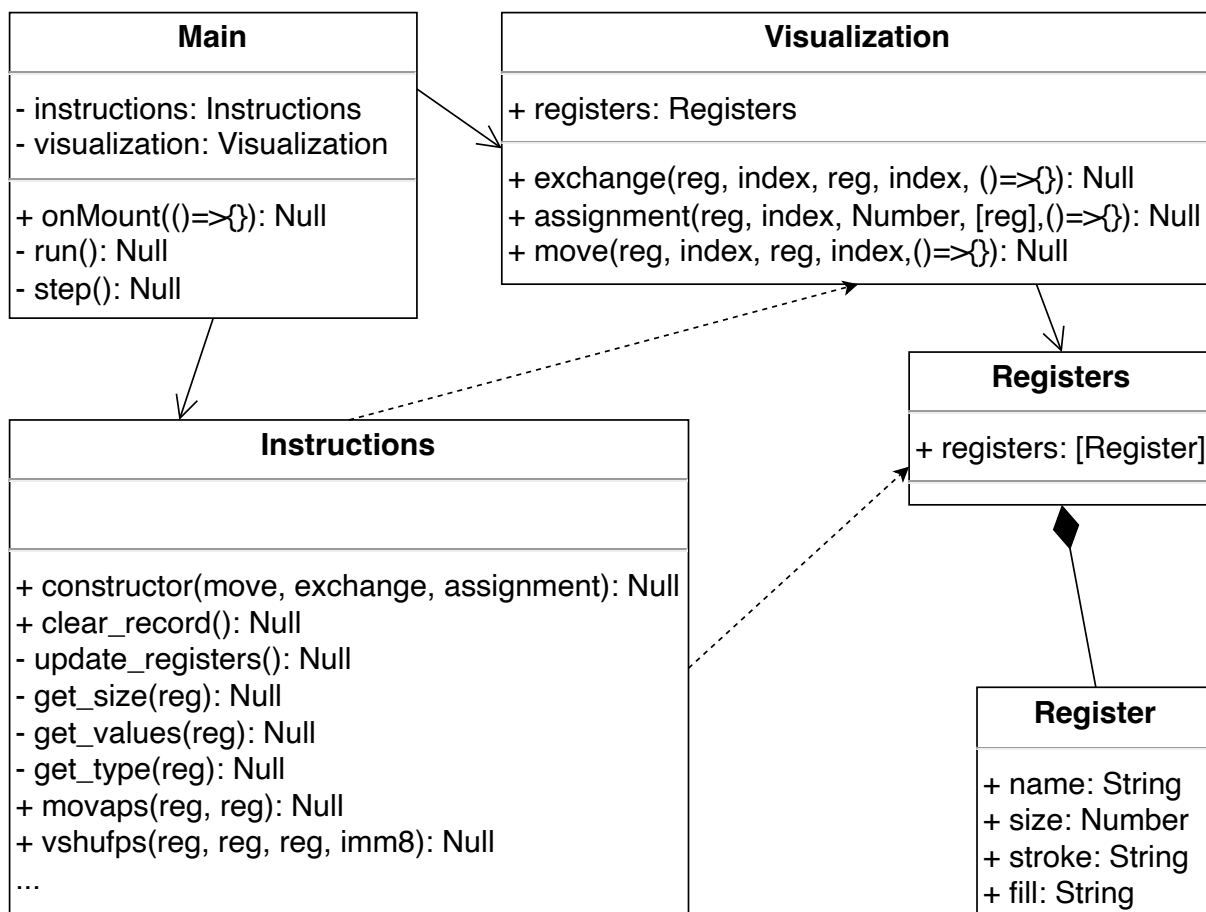 Main
- instructions: Instructions
- visualization: Visualization
+ onMount(()=>{}): Null
- run(): Null
- step(): Null
Visualization
+ registers: Registers
+ exchange(reg, index, reg, index, ()=>{}): Null
+ assignment(reg, index, Number, [reg],()=>{}): Null
+ move(reg, index, reg, index,()=>{}): Null
Registers
+ registers: [Register]
Instructions
+ constructor(move, exchange, assignment): Null
+ clear_record(): Null
- update_registers(): Null
- get_size(reg): Null
- get_values(reg): Null
- get_type(reg): Null
+ movaps(reg, reg): Null
+ vshufps(reg, reg, reg, imm8): Null
...
Register
+ name: String
+ size: Number
+ stroke: String
+ fill: String